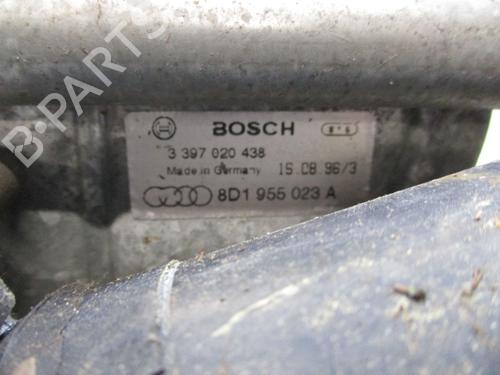 B-PARTS
BOSCH
3 397 020 438
Made in Germany 15.08.96/3
8D1 955 023 A